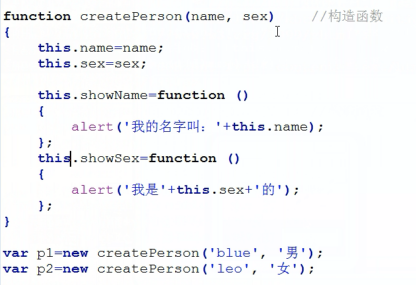 function createPerson(name, sex)      //构造函数
{
    this.name=name;
    this.sex=sex;

    this.showName=function ()
    {
        alert('我的名字叫：'+this.name);
    };
    this.showSex=function ()
    {
        alert('我是'+this.sex+'的');
    };
}

var p1=new createPerson('blue', '男');
var p2=new createPerson('leo', '女');